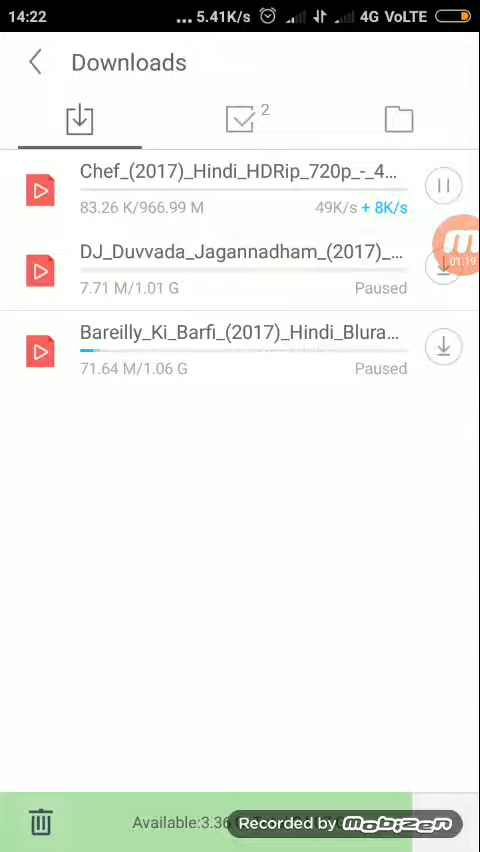 14:22 ... 5.41K/s 4G VoLTE
Downloads
2
Chef_(2017)_Hindi_HDRip_720p_-_4...
83.26 K/966.99 M 49K/s + 8K/s
DJ_Duvvada_Jagannadham_(2017)_...
01:19
7.71 M/1.01 G Paused
Bareilly_Ki_Barfi_(2017)_Hindi_Blura...
71.64 M/1.06 G Paused
Available:3.36
Recorded by Mobizen